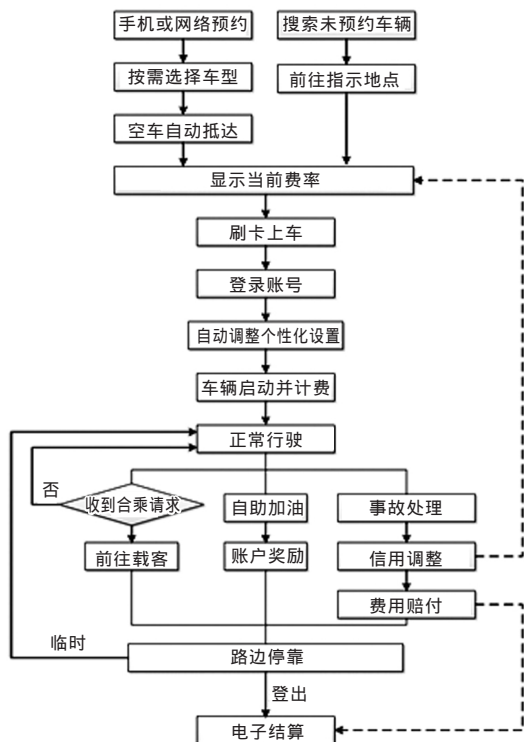 手机或网络预约
搜索未预约车辆
按需选择车型
前往指示地点
空车自动抵达
显示当前费率
刷卡上车
登录账号
自动调整个性化设置
车辆启动并计费
正常行驶
否
收到合乘请求
自助加油
事故处理
前往载客
账户奖励
信用调整
费用赔付
临时
路边停靠
登出
电子结算